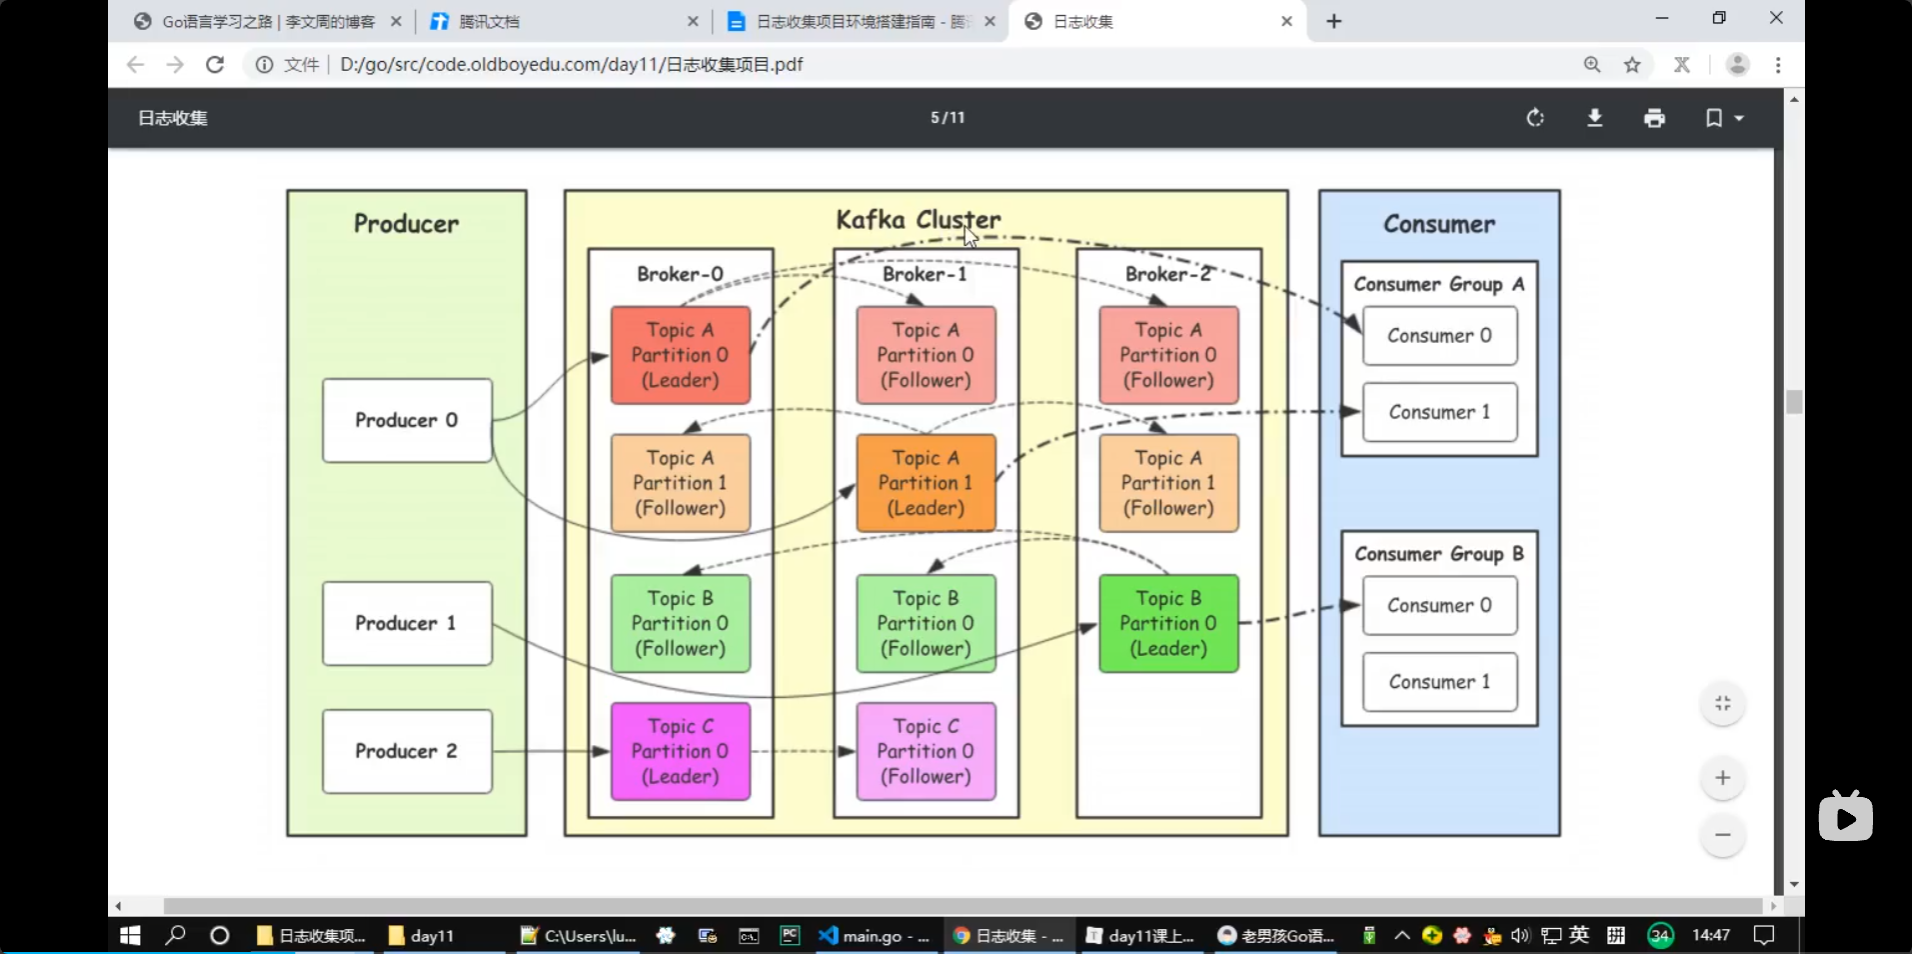 Go语言学习之路 | 李文周的博客
腾讯文档
日志收集项目环境搭建指南 - 腾
日志收集
文件
D:/go/src/code.oldboyedu.com/day11/日志收集项目.pdf
日志收集
5 / 11
Producer
Producer 0
Producer 1
Producer 2
Kafka Cluster
Broker-0
Topic A
Partition 0
(Leader)
Topic A
Partition 1
(Follower)
Topic B
Partition 0
(Follower)
Topic C
Partition 0
(Leader)
Broker-1
Topic A
Partition 0
(Follower)
Topic A
Partition 1
(Leader)
Topic B
Partition 0
(Follower)
Topic C
Partition 0
(Follower)
Broker-2
Topic A
Partition 0
(Follower)
Topic A
Partition 1
(Follower)
Topic B
Partition 0
(Leader)
Consumer
Consumer Group A
Consumer 0
Consumer 1
Consumer Group B
Consumer 0
Consumer 1
日志收集项...
day11
C:\Users\lu...
main.go - ...
日志收集 - ...
day11课上...
老男孩Go语...
英
拼
34
14:47